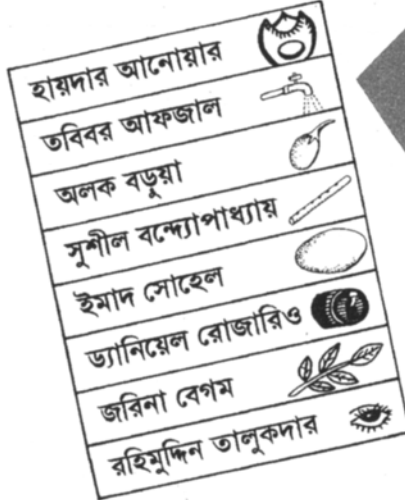 হায়দার আনোয়ার
তবিবর আফজাল
অলক বড়ুয়া
সুশীল বন্দ্যোপাধ্যায়
ইমাদ সোহেল
ড্যানিয়েল রোজারিও
জরিনা বেগম
রহিমুদ্দিন তালুকদার